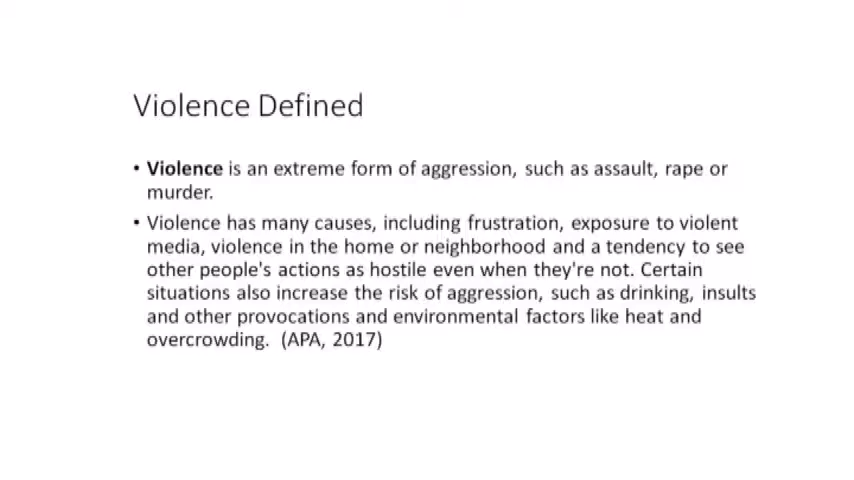 Violence Defined
• Violence is an extreme form of aggression, such as assault, rape or
murder.
• Violence has many causes, including frustration, exposure to violent
media, violence in the home or neighborhood and a tendency to see
other people's actions as hostile even when they're not. Certain
situations also increase the risk of aggression, such as drinking, insults
and other provocations and environmental factors like heat and
overcrowding.  (APA, 2017)